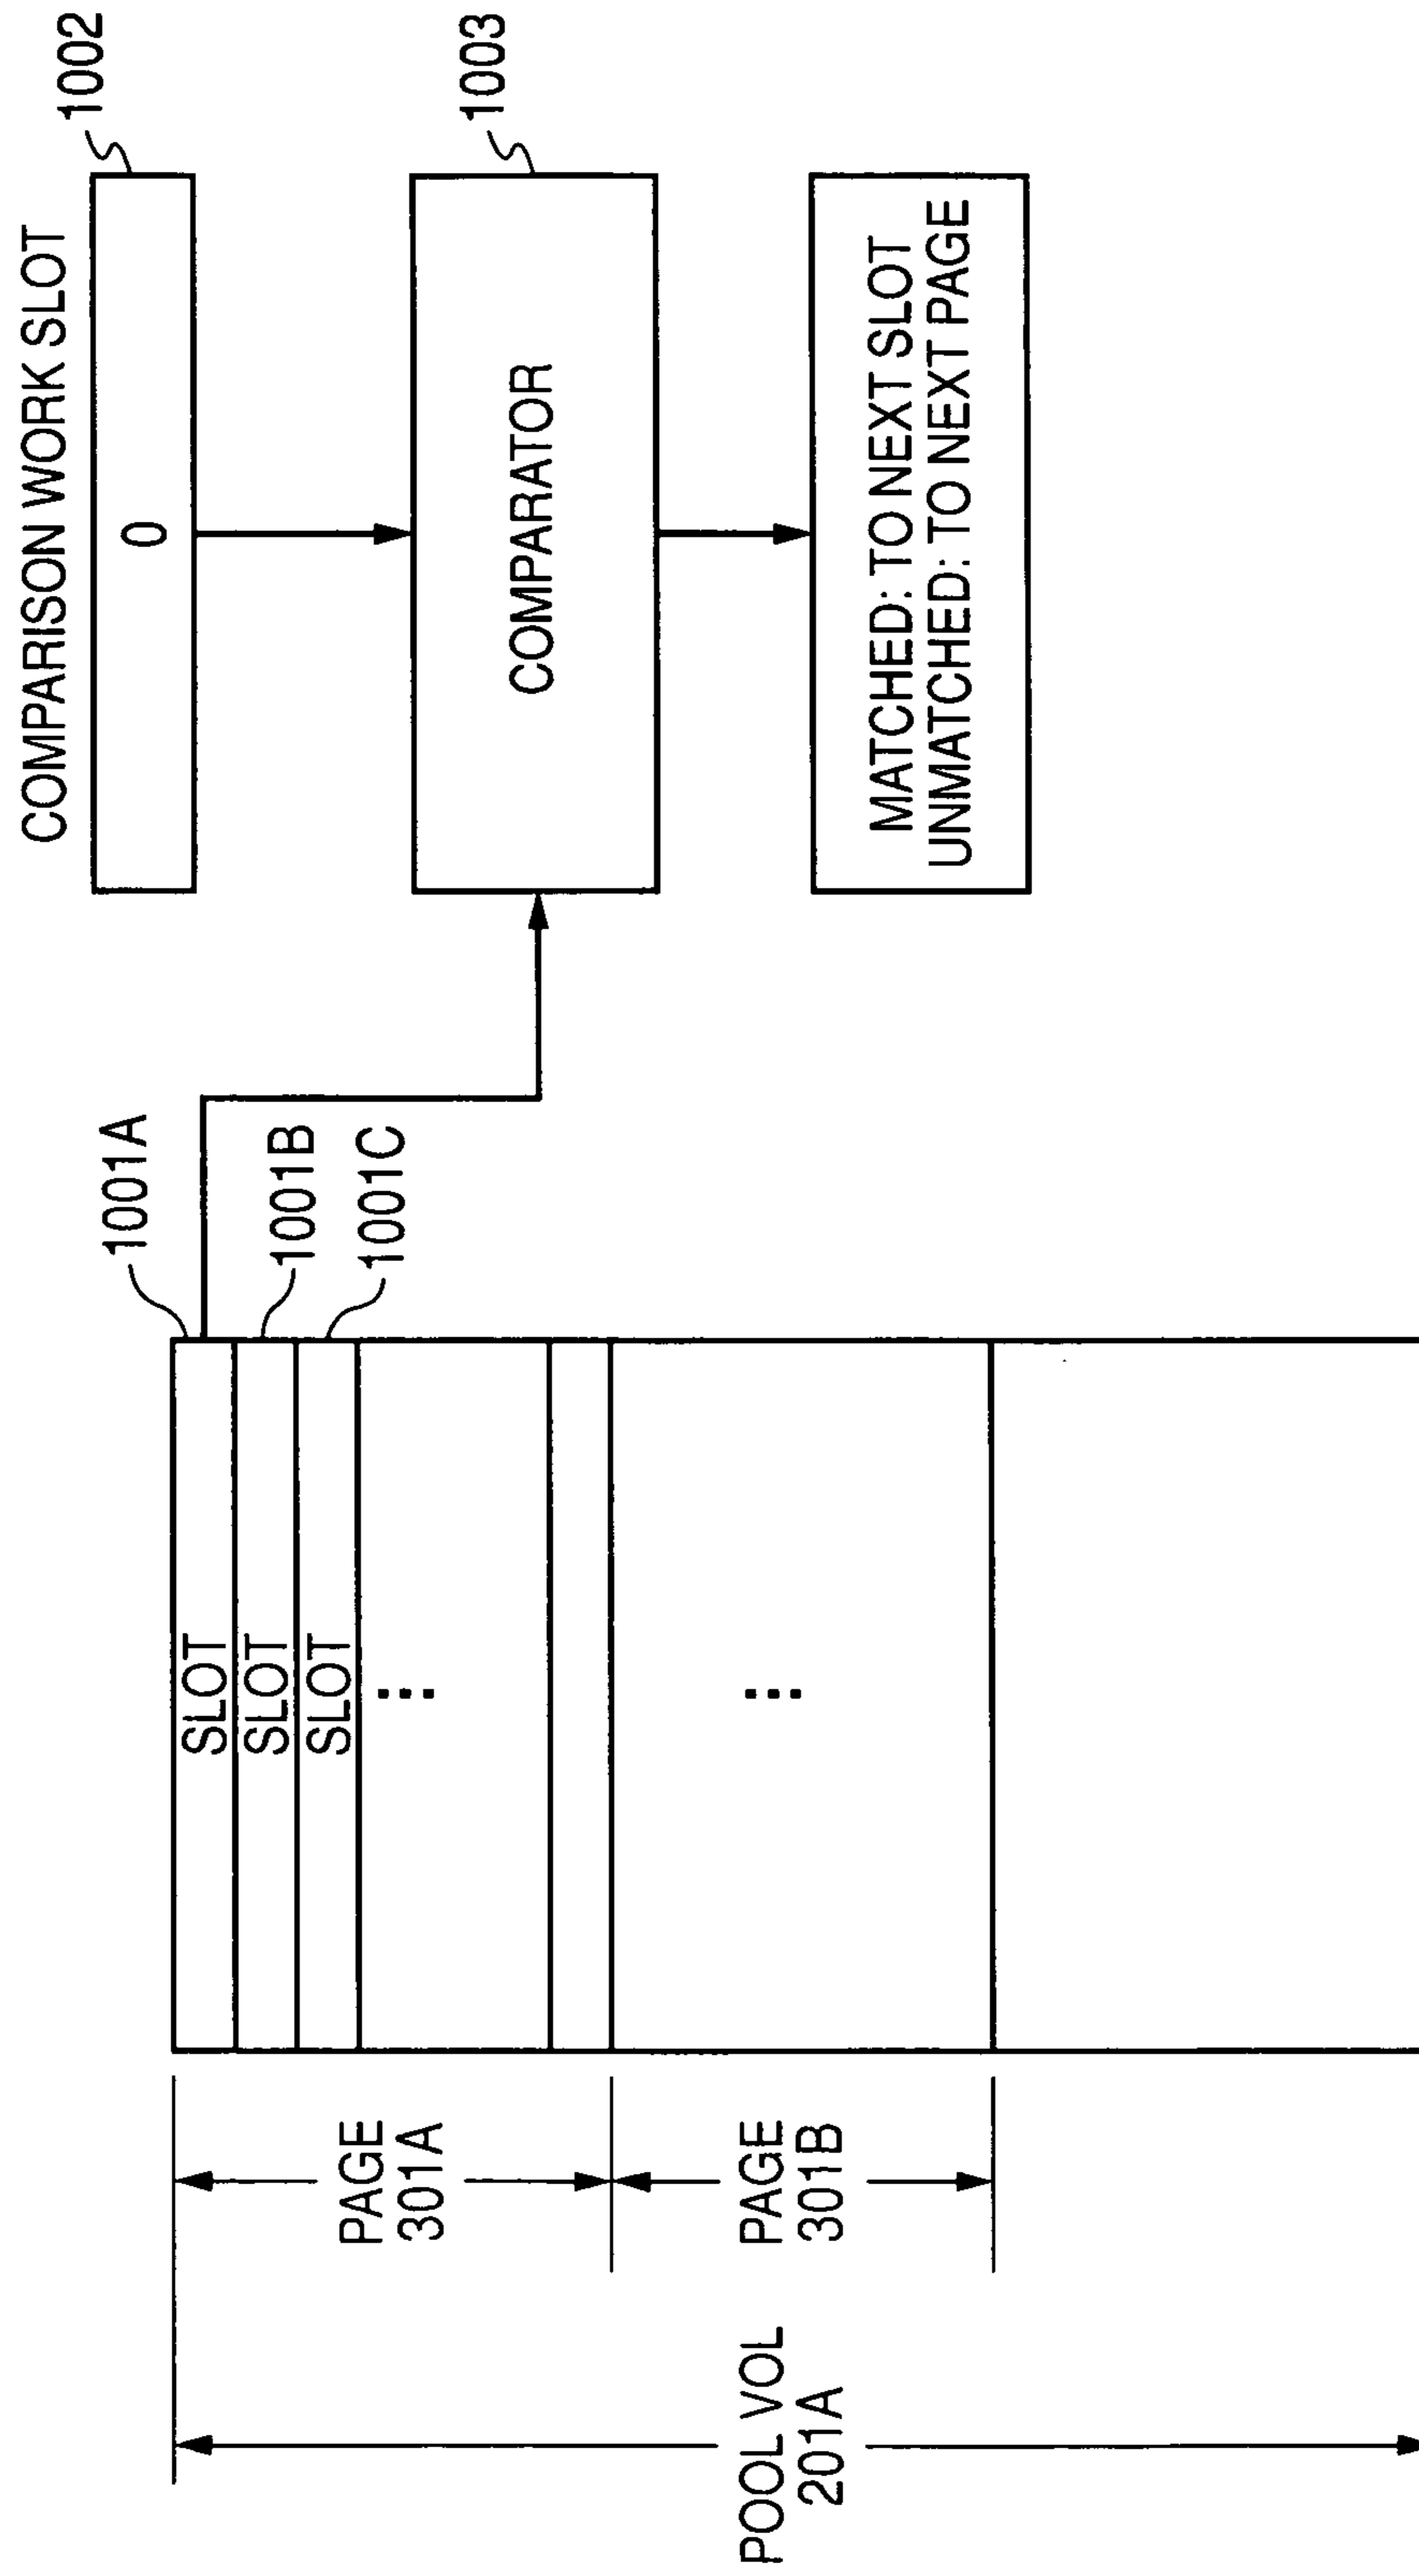 COMPARISON WORK SLOT
0
1002
COMPARATOR
1003
MATCHED: TO NEXT SLOT
UNMATCHED: TO NEXT PAGE
1001A
1001B
1001C
SLOT
SLOT
SLOT
...
...
PAGE
301A
PAGE
301B
POOL VOL
201A